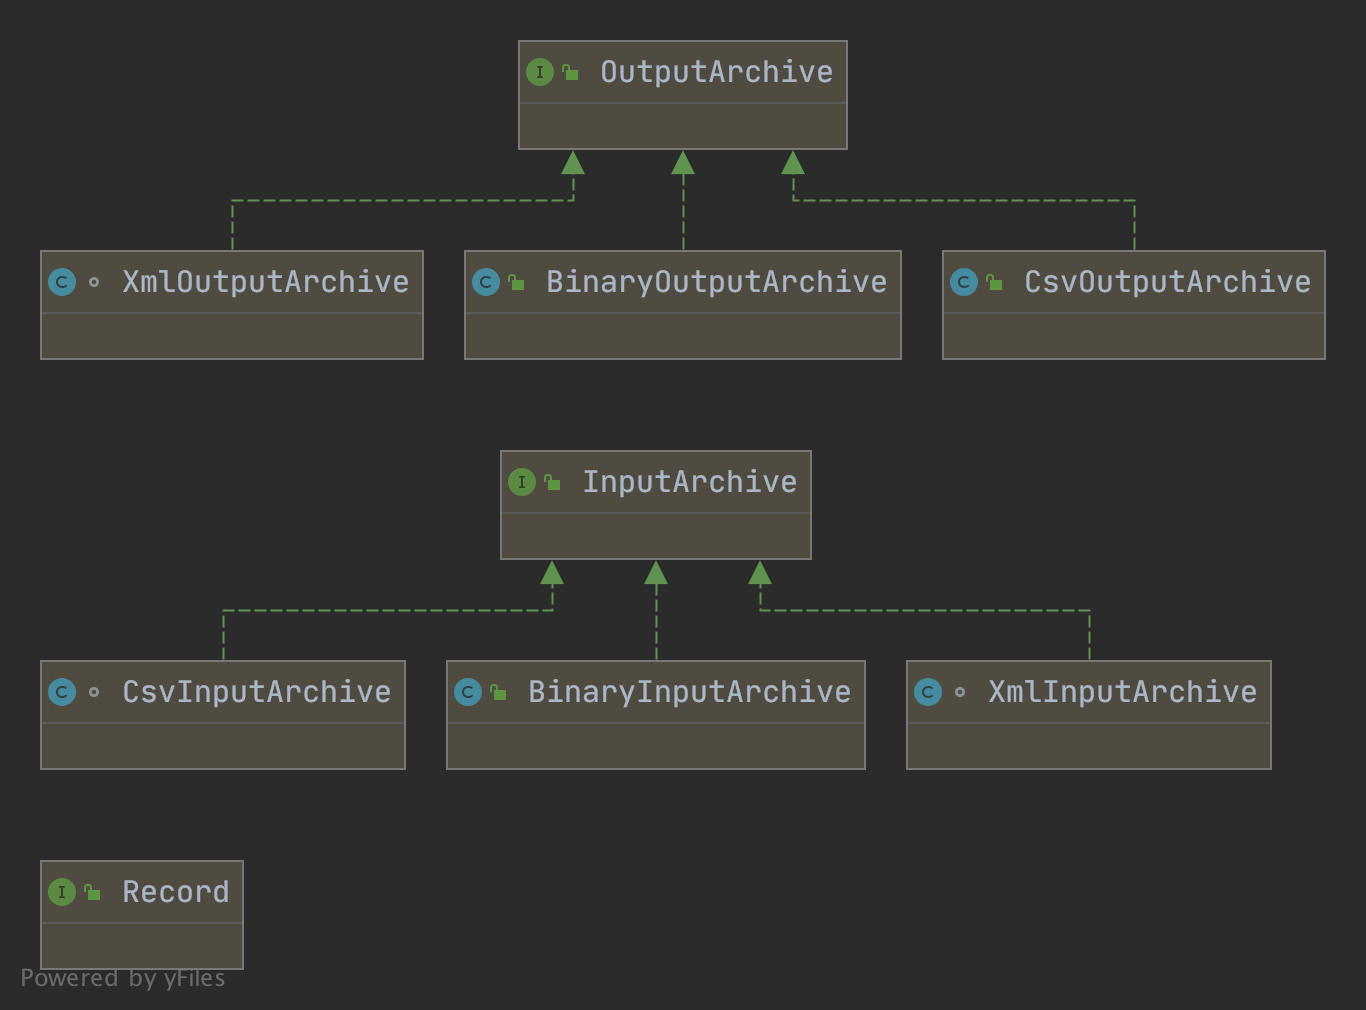 I OutputArchive
C XmlOutputArchive
C BinaryOutputArchive
C CsvOutputArchive
I InputArchive
C CsvInputArchive
C BinaryInputArchive
C XmlInputArchive
I Record
Powered by yFiles